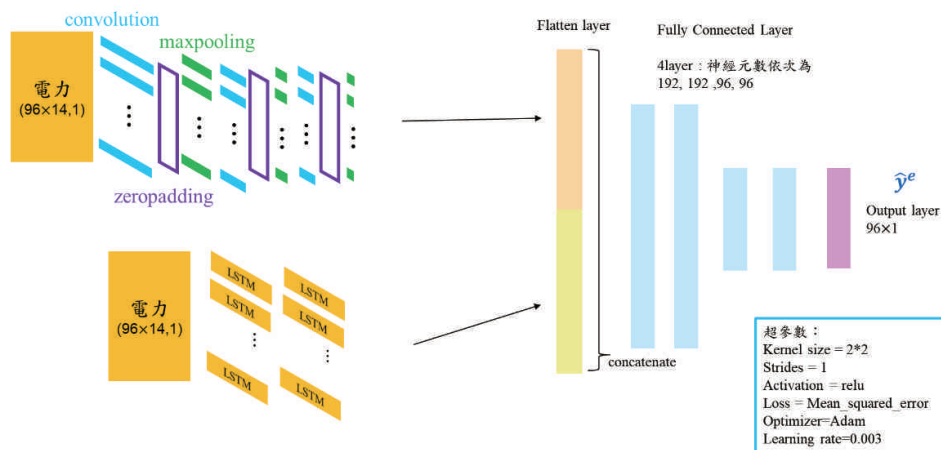 convolution
maxpooling
電力
(96×14,1)
zeropadding
電力
(96×14,1)
LSTM
LSTM
LSTM
LSTM
LSTM
LSTM
Flatten layer
concatenate
Fully Connected Layer
4layer : 神經元數依次為
192, 192 ,96, 96
ŷᵉ
Output layer
96×1
超參數：
Kernel size = 2*2
Strides = 1
Activation = relu
Loss = Mean_squared_error
Optimizer=Adam
Learning rate=0.003